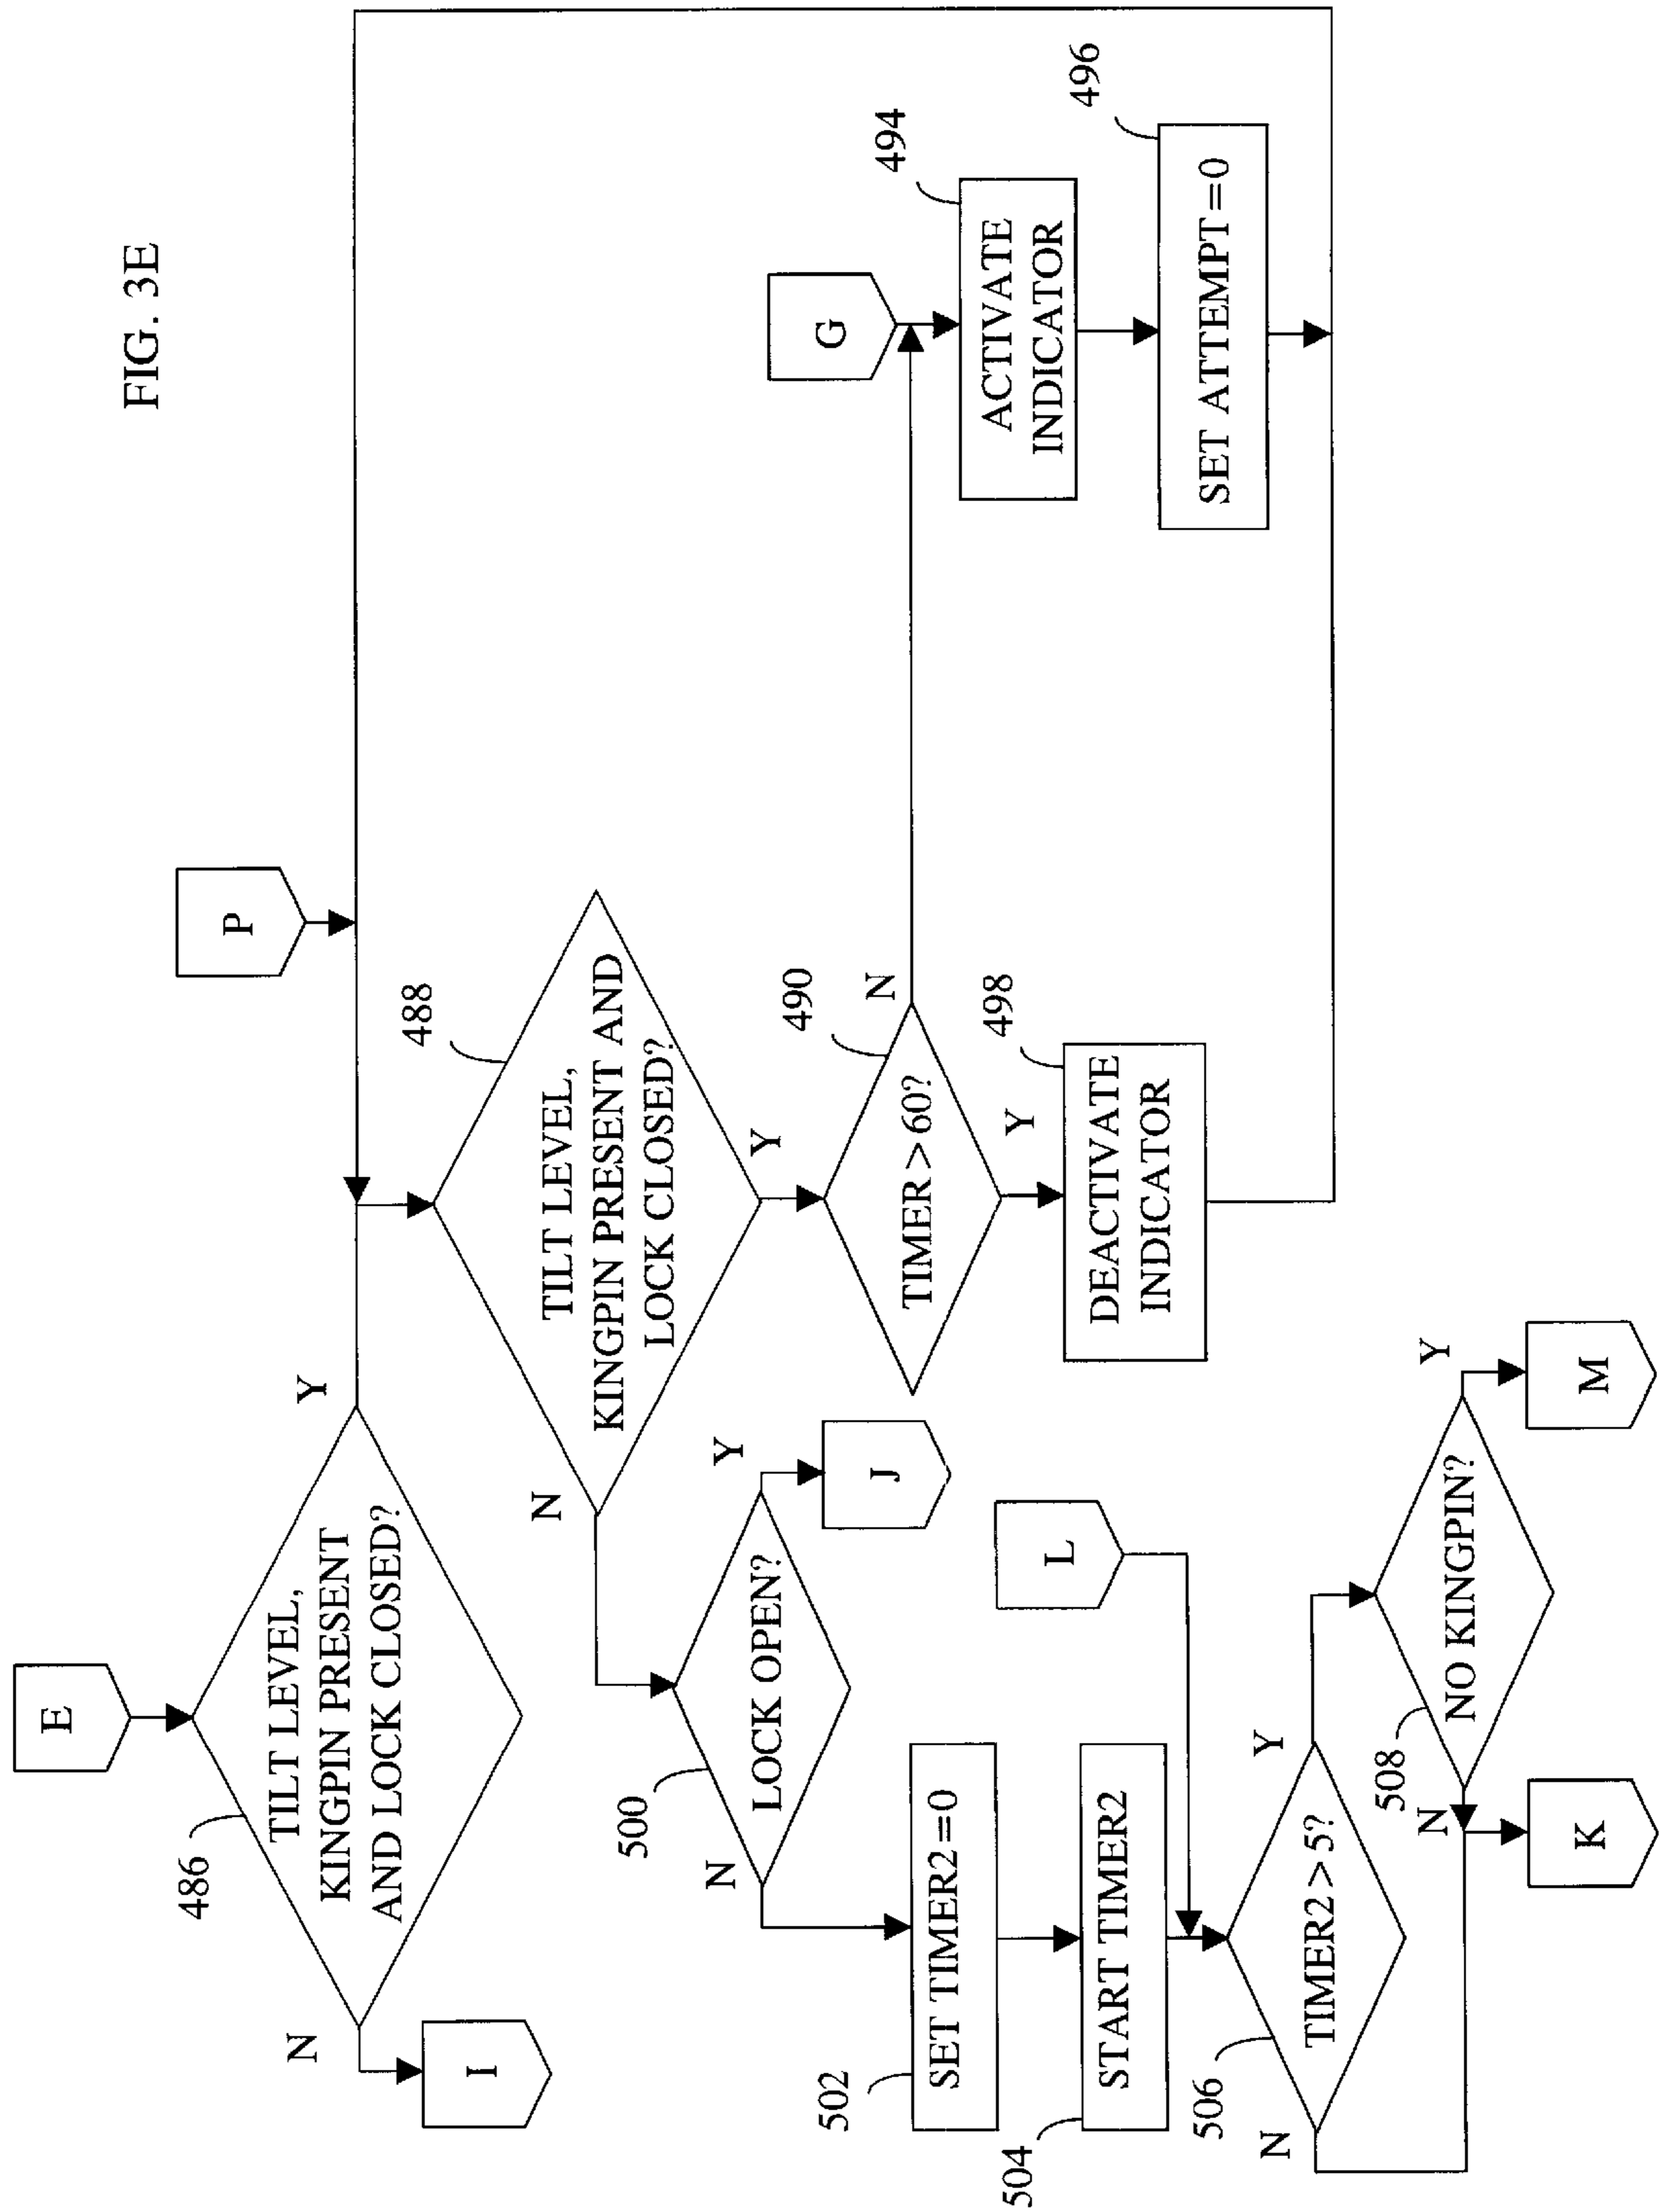 FIG. 3E
E
486
TILT LEVEL,
KINGPIN PRESENT
AND LOCK CLOSED?
N
Y
I
P
488
TILT LEVEL,
KINGPIN PRESENT AND
LOCK CLOSED?
N
Y
490
TIMER > 60?
N
Y
G
494
ACTIVATE
INDICATOR
496
SET ATTEMPT=0
498
DEACTIVATE
INDICATOR
500
LOCK OPEN?
N
Y
J
502
SET TIMER2=0
504
START TIMER2
L
506
TIMER2 > 5?
N
Y
508
NO KINGPIN?
N
Y
K
M